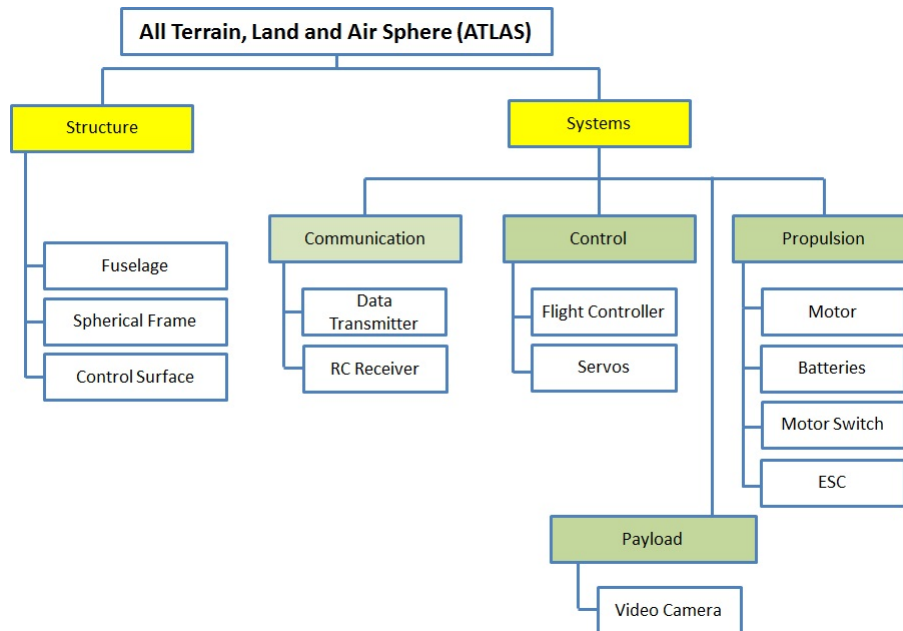 All Terrain, Land and Air Sphere (ATLAS)
Structure
Systems
Fuselage
Spherical Frame
Control Surface
Communication
Data
Transmitter
RC Receiver
Control
Flight Controller
Servos
Propulsion
Motor
Batteries
Motor Switch
ESC
Payload
Video Camera